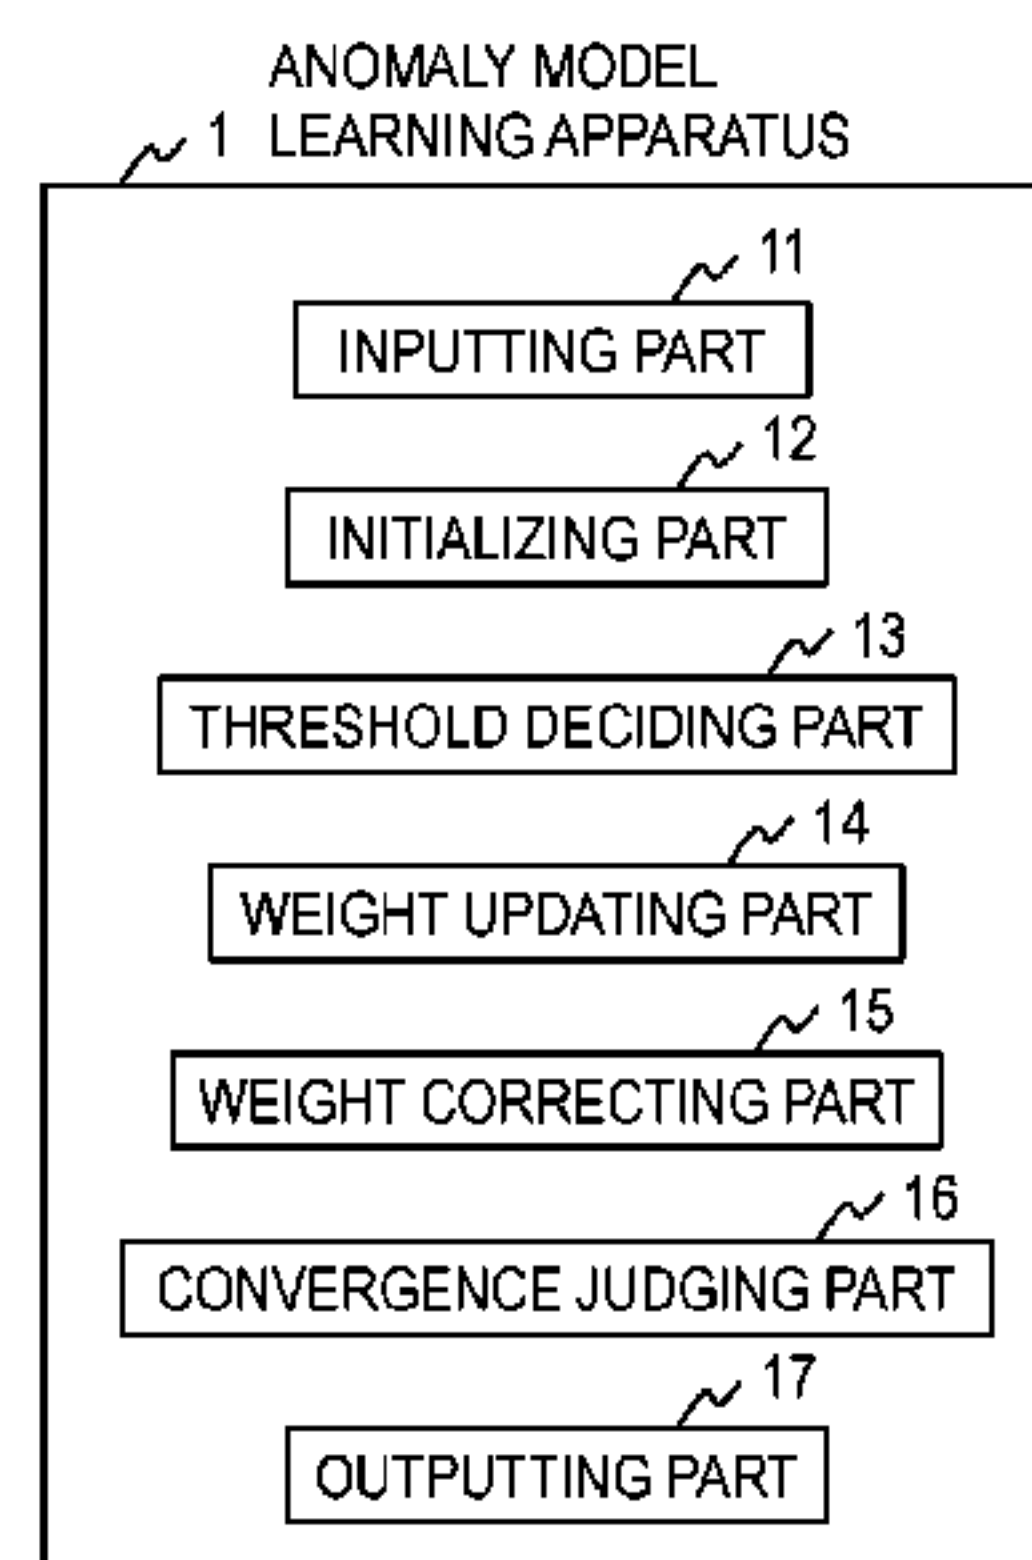 ANOMALY MODEL
1 LEARNING APPARATUS
11
INPUTTING PART
12
INITIALIZING PART
13
THRESHOLD DECIDING PART
14
WEIGHT UPDATING PART
15
WEIGHT CORRECTING PART
16
CONVERGENCE JUDGING PART
17
OUTPUTTING PART